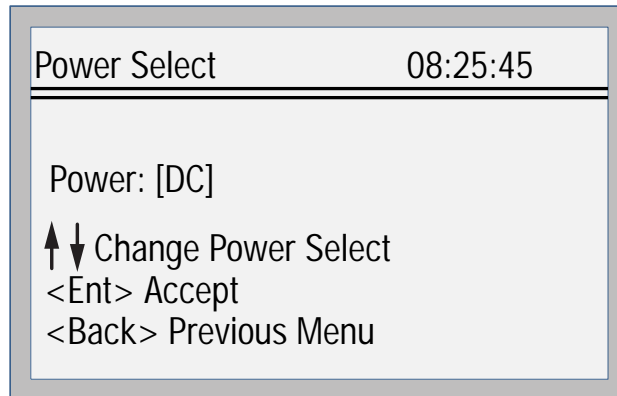 Power Select 08:25:45
Power: [DC]
Change Power Select
<Ent> Accept
<Back> Previous Menu